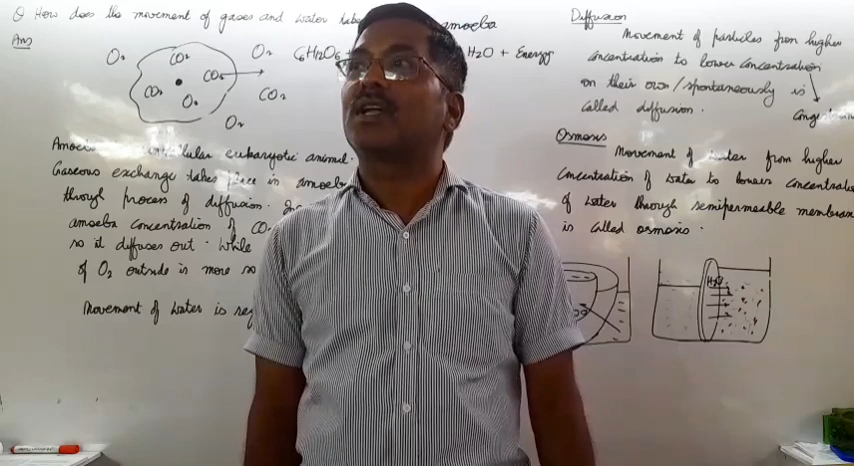 Q How does the movement of gases and water take amoeba
Ans
O₂
CO₂
O₂
CO₂
CO₂
O₂
CO₂
O₂
C₆H₁₂O₆ +
H₂O + Energy
eukaryotic animal.
Gaseous exchange takes place in amoeba
through process of diffusion.
amoeba concentration of CO₂
so it diffuses out. While
of O₂ outside is more so
Movement of water is
Diffusion
Movement of particles from higher
concentration to lower concentration
on their own/spontaneously is
called diffusion.
Osmosis
Movement of water from higher
concentration of water to lower concentration
of water through semipermeable membran
is called osmosis.
H₂O